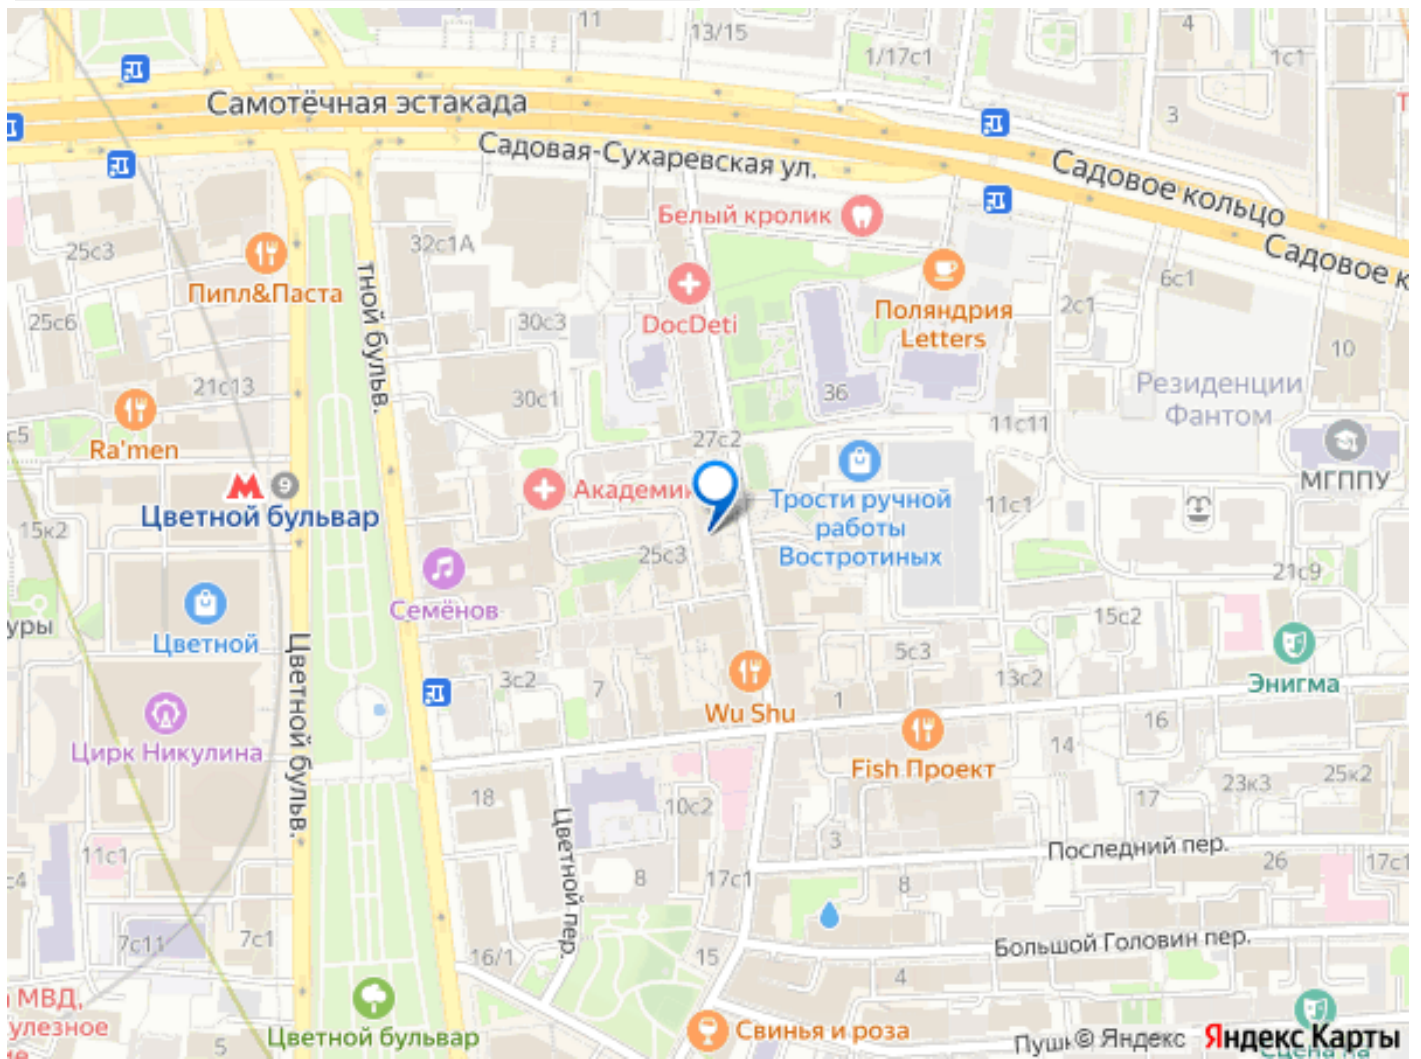 11
13/15
4
1/17с1
1с1
3
Самотёчная эстакада
Садовая-Сухаревская ул.
Садовое кольцо
Садовое к
Белый кролик
25с3
32с1А
Пипл&Паста
тной бульв.
DocDeti
Поляндрия
Letters
6с1
2с1
25с6
30с3
10
Резиденции
Фантом
21с13
30с1
36
11с11
с5
Ra'men
27с2
МГППУ
9
Академи
Трости ручной
работы
Востротиных
11с1
Цветной бульвар
15к2
25с3
21с9
Семёнов
уры
Цветной
15с2
5с3
Энигма
Цветной бульв.
3с2
7
13с2
1
Wu Shu
16
Цирк Никулина
14
Fish Проект
25к2
23к3
18
10с2
17
Цветной пер.
3
Последний пер.
11с1
26
17с1
8
17с1
8
7с11
7с1
Большой Головин пер.
16/1
15
4
МВД,
улезное
Цветной бульвар
5
Свинья и роза
Пуш
© Яндекс
Яндекс Карты